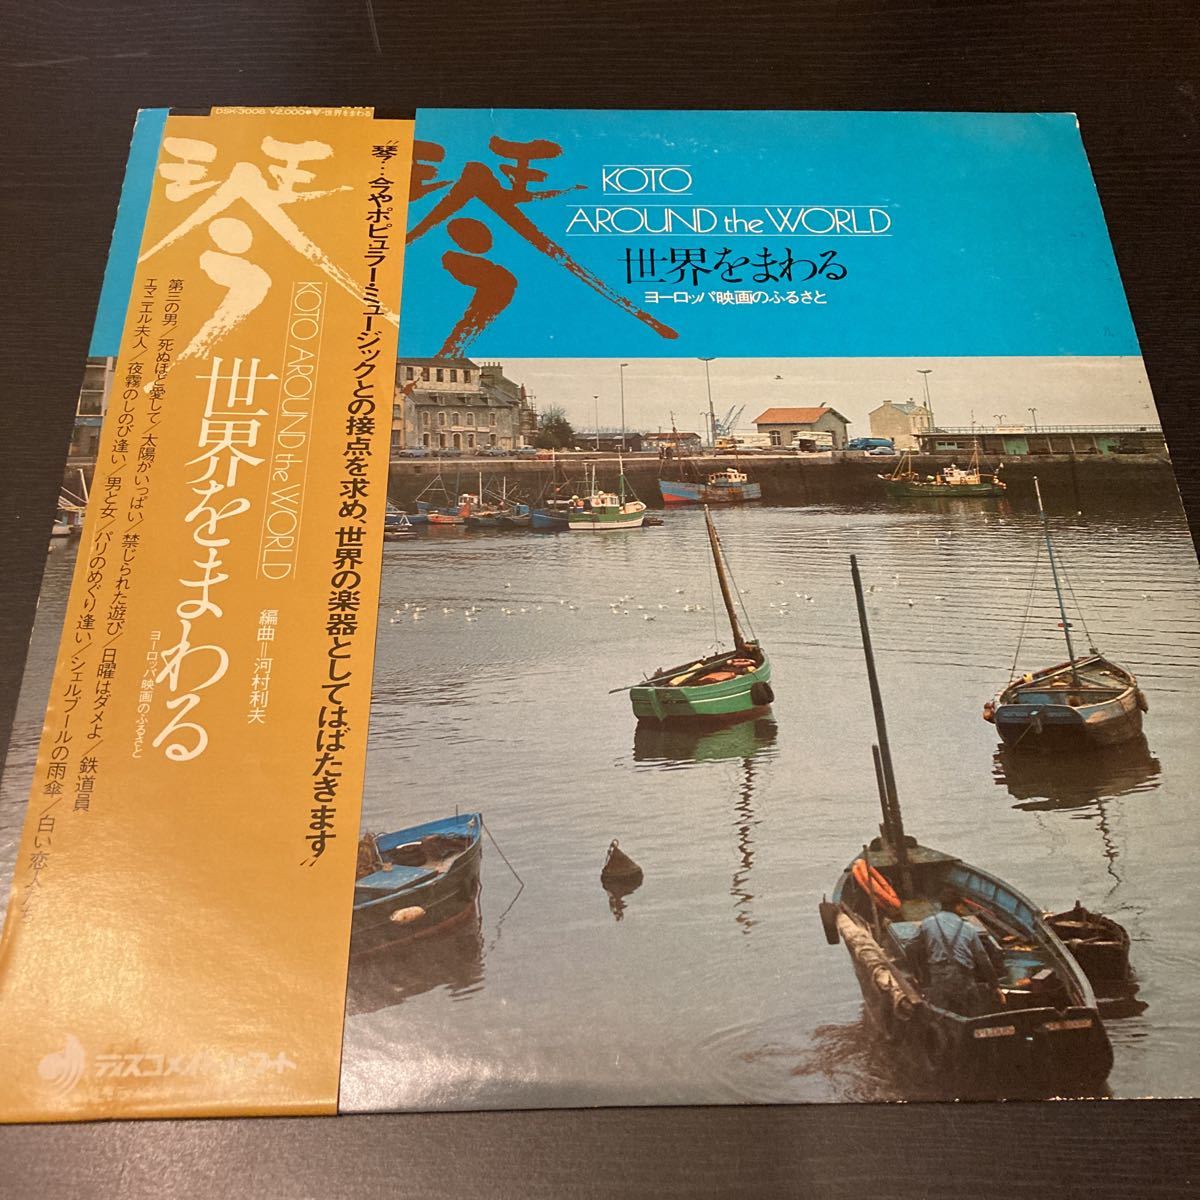 DSK-3006 ¥2,000 琴・世界をまわる
琴
KOTO AROUND the WORLD
世界をまわる
ヨーロッパ映画のふるさと
編曲=河村利夫
"琴…今やポピュラー・ミュージックとの接点を求め、世界の楽器としてはばたきます"
第三の男/死ぬほど愛して/太陽がいっぱい/禁じられた遊び/日曜はダメよ/鉄道員
エマニエル夫人/夜霧のしのび逢い/男と女/パリのめぐり逢い/シェルブールの雨傘/白い恋人たち
琴
KOTO
AROUND the WORLD
世界をまわる
ヨーロッパ映画のふるさと